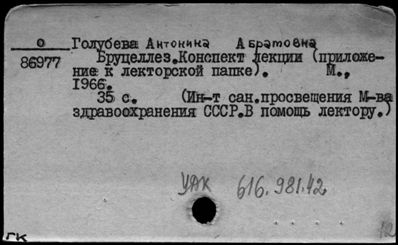 о
86977
Голубева Антонина Абрамовна
Бруцеллез.Конспект лекции (приложе-
ние к лекторской папке). М.,
1966.
35 с. (Ин-т сан.просвещения М-ва
здравоохранения СССР.В помощь лектору.)
УДК 616.981.42
12
ГК